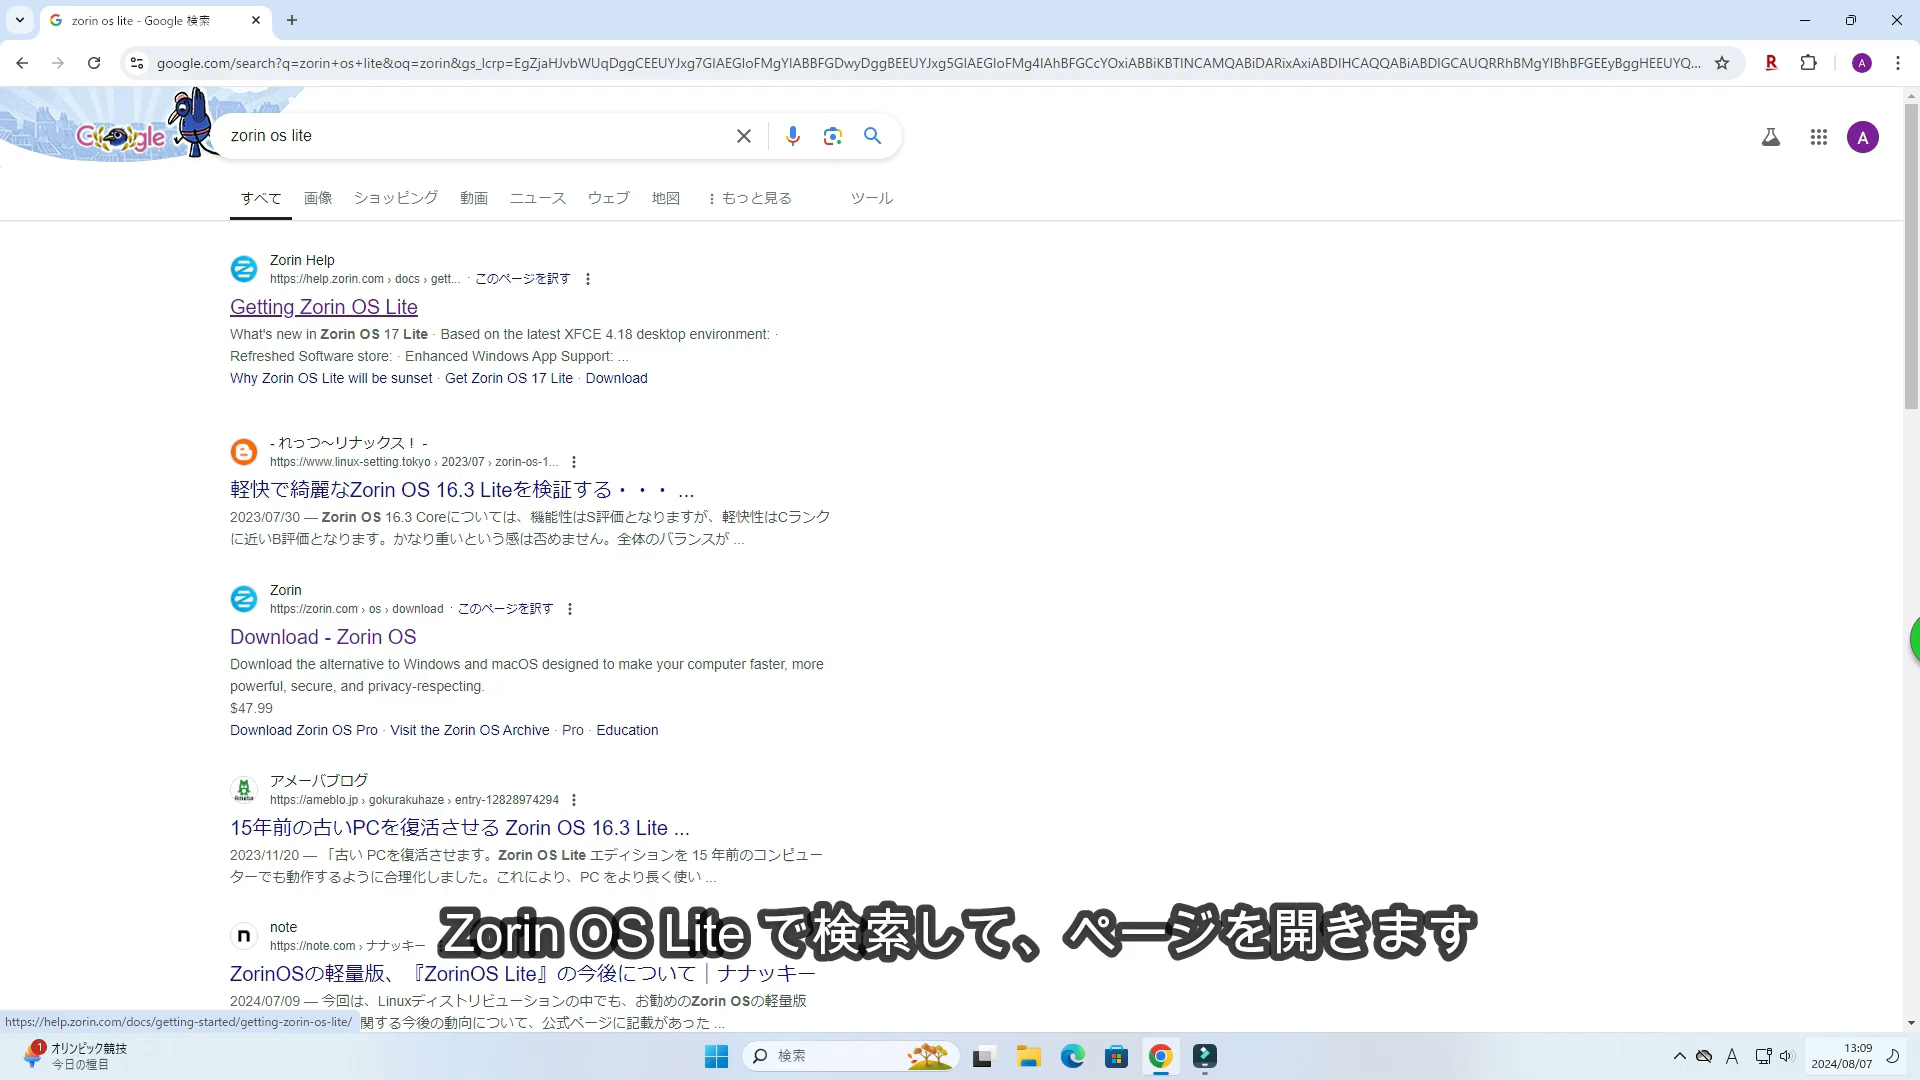 zorin os lite - Google 検索
google.com/search?q=zorin+os+lite&oq=zorin&gs_lcrp=EgZjaHJvbWUqDggCEEUYJxg7GIAEGIoFMgYIABBFGDwyDggBEEUYJxg5GIAEGIoFMg4IAhBFGCcYOxiABBiKBTINCAMQABiDARixAxiABDIHCAQQABiABDIGCAUQRRhBMgYIBhBFGEEyBggHEEUYQ...
R
A
Google
zorin os lite
A
すべて 画像 ショッピング 動画 ニュース ウェブ 地図 もっと見る ツール
Zorin Help
https://help.zorin.com › docs › gett... · このページを訳す
Getting Zorin OS Lite
What's new in Zorin OS 17 Lite · Based on the latest XFCE 4.18 desktop environment: ·
Refreshed Software store: · Enhanced Windows App Support: ...
Why Zorin OS Lite will be sunset · Get Zorin OS 17 Lite · Download
- れっつ～リナックス！ -
https://www.linux-setting.tokyo › 2023/07 › zorin-os-1...
軽快で綺麗なZorin OS 16.3 Liteを検証する・・・ ...
2023/07/30 — Zorin OS 16.3 Coreについては、機能性はS評価となりますが、軽快性はCランク
に近いB評価となります。かなり重いという感は否めません。全体のバランスが ...
Zorin
https://zorin.com › os › download · このページを訳す
Download - Zorin OS
Download the alternative to Windows and macOS designed to make your computer faster, more
powerful, secure, and privacy-respecting.
$47.99
Download Zorin OS Pro · Visit the Zorin OS Archive · Pro · Education
アメーバブログ
https://ameblo.jp › gokurakuhaze › entry-12828974294
15年前の古いPCを復活させる Zorin OS 16.3 Lite ...
2023/11/20 — 「古い PCを復活させます。Zorin OS Lite エディションを 15 年前のコンピュー
ターでも動作するように合理化しました。これにより、PC をより長く使い ...
note
https://note.com › ナナッキー
Zorin OS Lite で検索して、ページを開きます
ZorinOSの軽量版、『ZorinOS Lite』の今後について｜ナナッキー
2024/07/09 — 今回は、Linuxディストリビューションの中でも、お勧めのZorin OSの軽量版
https://help.zorin.com/docs/getting-started/getting-zorin-os-lite/
関する今後の動向について、公式ページに記載があった ...
1
オリンピック競技
今日の種目
検索
A
13:09
2024/08/07